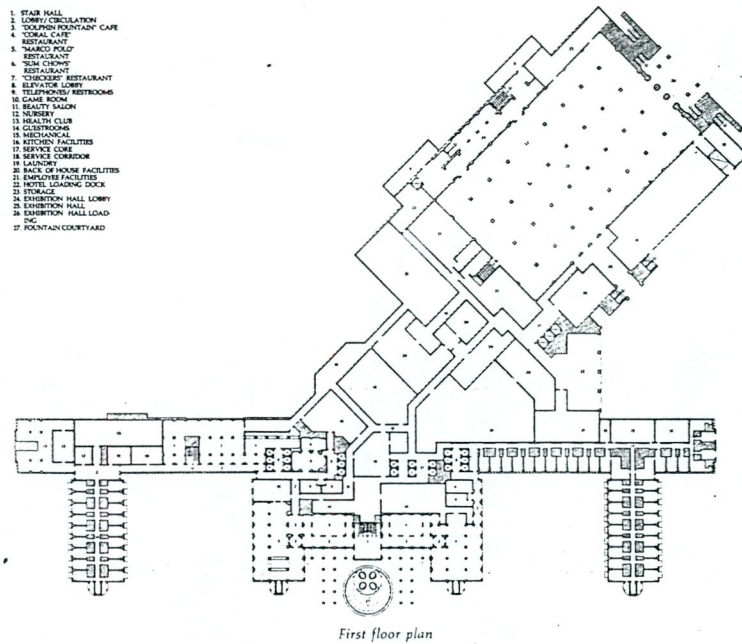 1. STAIR HALL
2. LOBBY/ CIRCULATION
3. "DOLPHIN FOUNTAIN" CAFE
4. "CORAL CAFE"
RESTAURANT
5. "MARCO POLO"
RESTAURANT
6. "SUM CHOWS"
RESTAURANT
7. "CHECKERS" RESTAURANT
8. ELEVATOR LOBBY
9. TELEPHONES/ RESTROOMS
10. GAME ROOM
11. BEAUTY SALON
12. NURSERY
13. HEALTH CLUB
14. GUESTROOMS
15. MECHANICAL
16. KITCHEN FACILITIES
17. SERVICE CORE
18. SERVICE CORRIDOR
19. LAUNDRY
20. BACK OF HOUSE FACILITIES
21. EMPLOYEE FACILITIES
22. HOTEL LOADING DOCK
23. STORAGE
24. EXHIBITION HALL LOBBY
25. EXHIBITION HALL
26. EXHIBITION HALL LOAD-
ING
27. FOUNTAIN COURTYARD
First floor plan